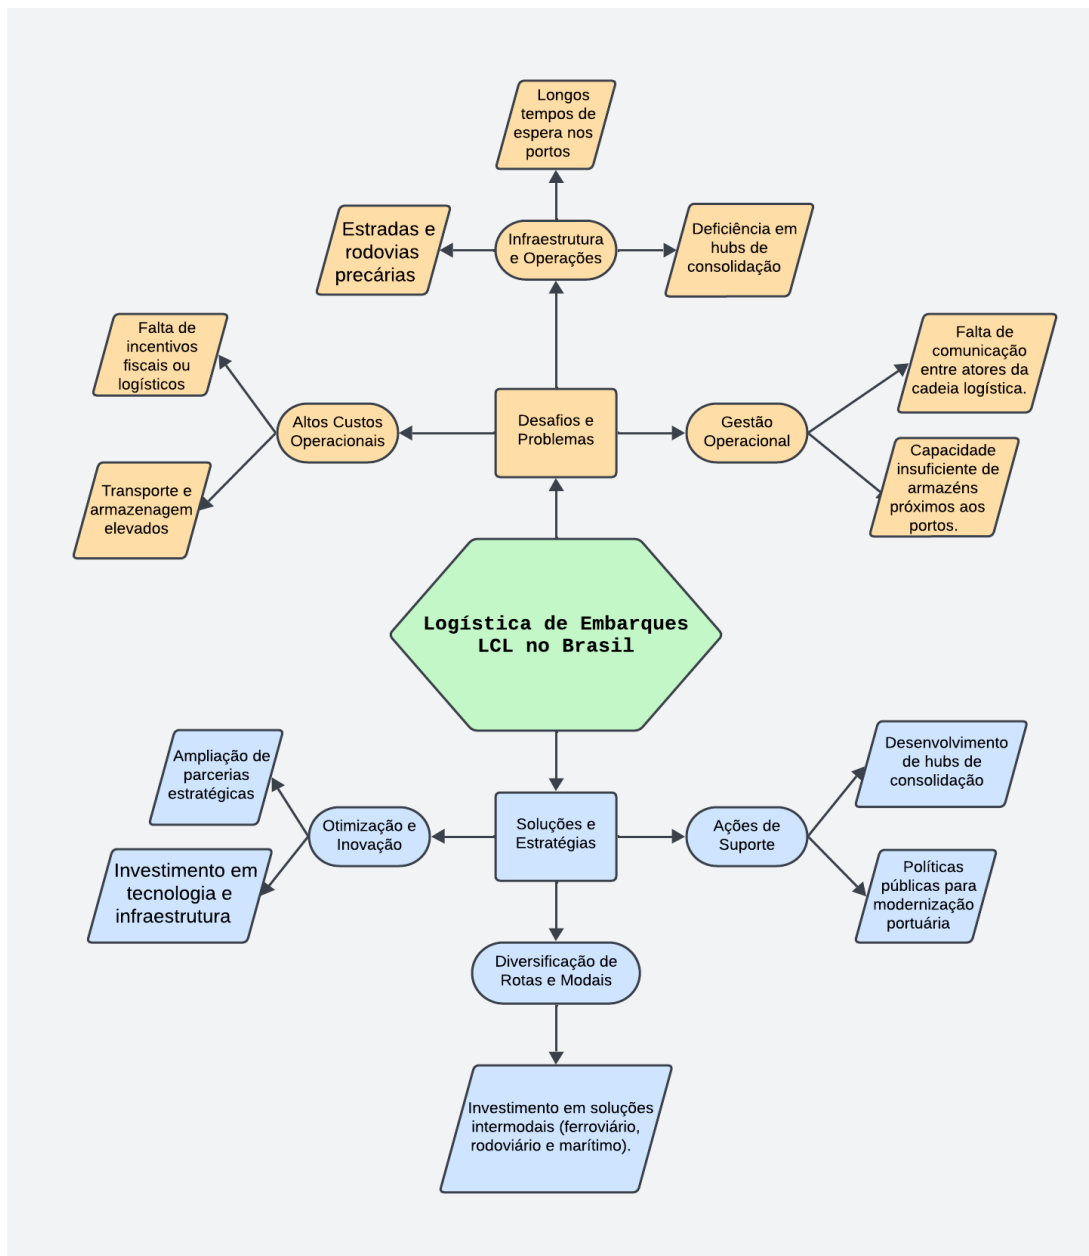 Longos
tempos de
espera nos
portos
Estradas e
rodovias
precárias
Infraestrutura
e Operações
Deficiência em
hubs de
consolidação
Falta de
incentivos
fiscais ou
logísticos
Altos Custos
Operacionais
Desafios e
Problemas
Gestão
Operacional
Falta de
comunicação
entre atores da
cadeia logística.
Transporte e
armazenagem
elevados
Capacidade
insuficiente de
armazéns
próximos aos
portos.
Logística de Embarques
LCL no Brasil
Ampliação de
parcerias
estratégicas
Otimização e
Inovação
Soluções e
Estratégias
Ações de
Suporte
Desenvolvimento
de hubs de
consolidação
Investimento em
tecnologia e
infraestrutura
Políticas
públicas para
modernização
portuária
Diversificação de
Rotas e Modais
Investimento em soluções
intermodais (ferroviário,
rodoviário e marítimo).